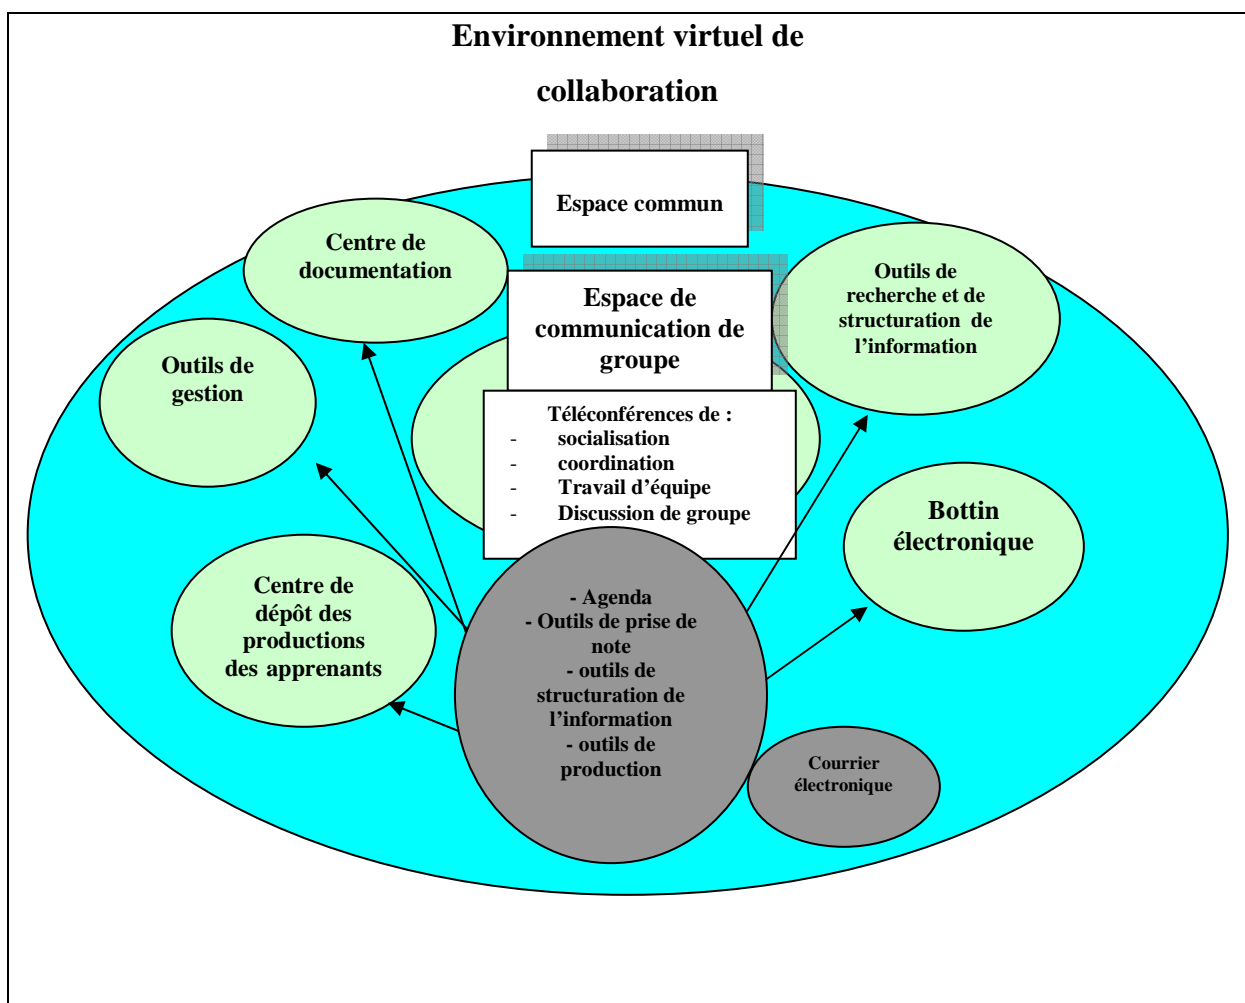 Environnement virtuel de
collaboration
Espace commun
Centre de
documentation
Outils de
recherche et de
structuration de
l’information
Espace de
communication de
groupe
Outils de
gestion
Téléconférences de :
- socialisation
- coordination
- Travail d’équipe
- Discussion de groupe
Bottin
électronique
Centre de
dépôt des
productions
des apprenants
- Agenda
- Outils de prise de
note
- outils de
structuration de
l’information
- outils de
production
Courrier
électronique